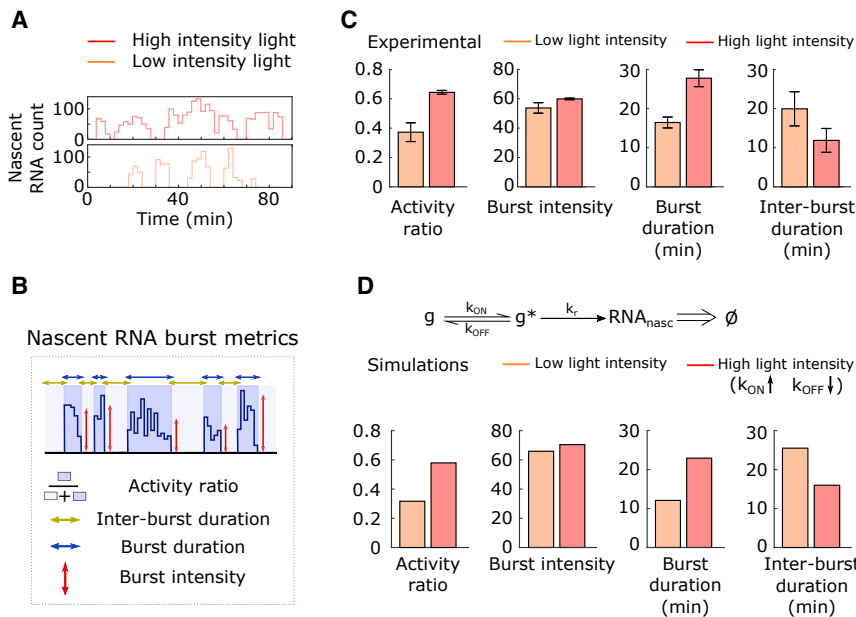 A
High intensity light
Low intensity light
Nascent
RNA count
100
0
100
0
0
40
80
Time (min)
B
Nascent RNA burst metrics
+
Activity ratio
Inter-burst duration
Burst duration
Burst intensity
C
Experimental
Low light intensity
High light intensity
0.8
0.6
0.4
0.2
0
Activity
ratio
80
60
40
20
0
Burst intensity
30
20
10
0
Burst
duration
(min)
30
20
10
0
Inter-burst
duration
(min)
D
g
kON
kOFF
g*
kr
RNAnasc
∅
Simulations
Low light intensity
High light intensity
(kON↑ kOFF↓)
0.8
0.6
0.4
0.2
0
Activity
ratio
80
60
40
20
0
Burst intensity
30
20
10
0
Burst
duration
(min)
30
20
10
0
Inter-burst
duration
(min)